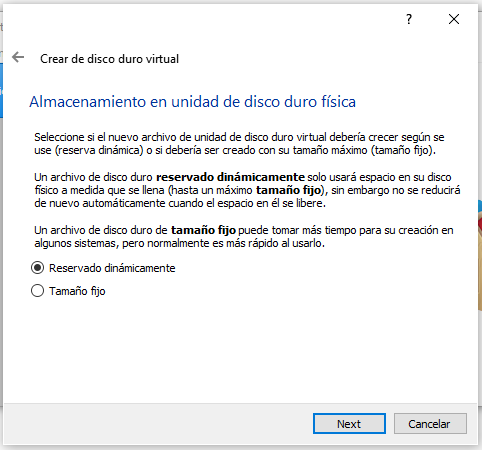 ?
Crear de disco duro virtual
Almacenamiento en unidad de disco duro física
Seleccione si el nuevo archivo de unidad de disco duro virtual debería crecer según se
use (reserva dinámica) o si debería ser creado con su tamaño máximo (tamaño fijo).
Un archivo de disco duro reservado dinámicamente solo usará espacio en su disco
físico a medida que se llena (hasta un máximo tamaño fijo), sin embargo no se reducirá
de nuevo automáticamente cuando el espacio en él se libere.
Un archivo de disco duro de tamaño fijo puede tomar más tiempo para su creación en
algunos sistemas, pero normalmente es más rápido al usarlo.
Reservado dinámicamente
Tamaño fijo
Next Cancelar